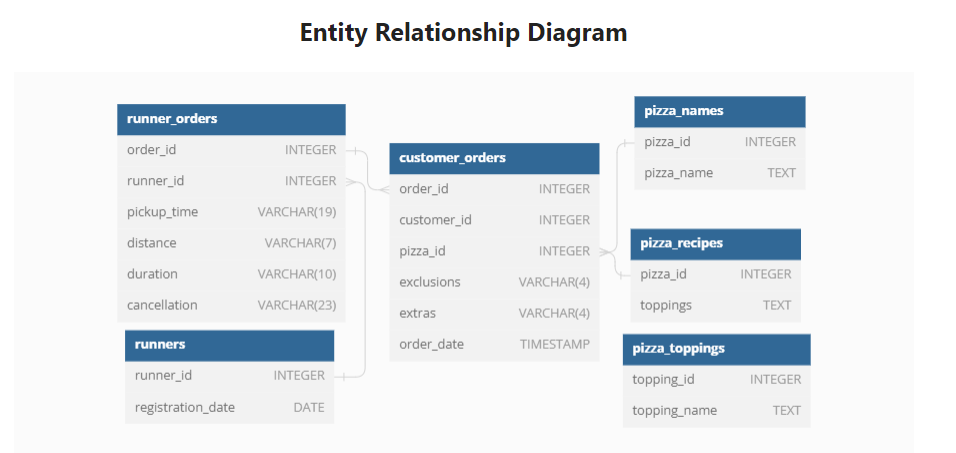 Entity Relationship Diagram
runner_orders
order_id INTEGER
runner_id INTEGER
pickup_time VARCHAR(19)
distance VARCHAR(7)
duration VARCHAR(10)
cancellation VARCHAR(23)
runners
runner_id INTEGER
registration_date DATE
customer_orders
order_id INTEGER
customer_id INTEGER
pizza_id INTEGER
exclusions VARCHAR(4)
extras VARCHAR(4)
order_date TIMESTAMP
pizza_names
pizza_id INTEGER
pizza_name TEXT
pizza_recipes
pizza_id INTEGER
toppings TEXT
pizza_toppings
topping_id INTEGER
topping_name TEXT